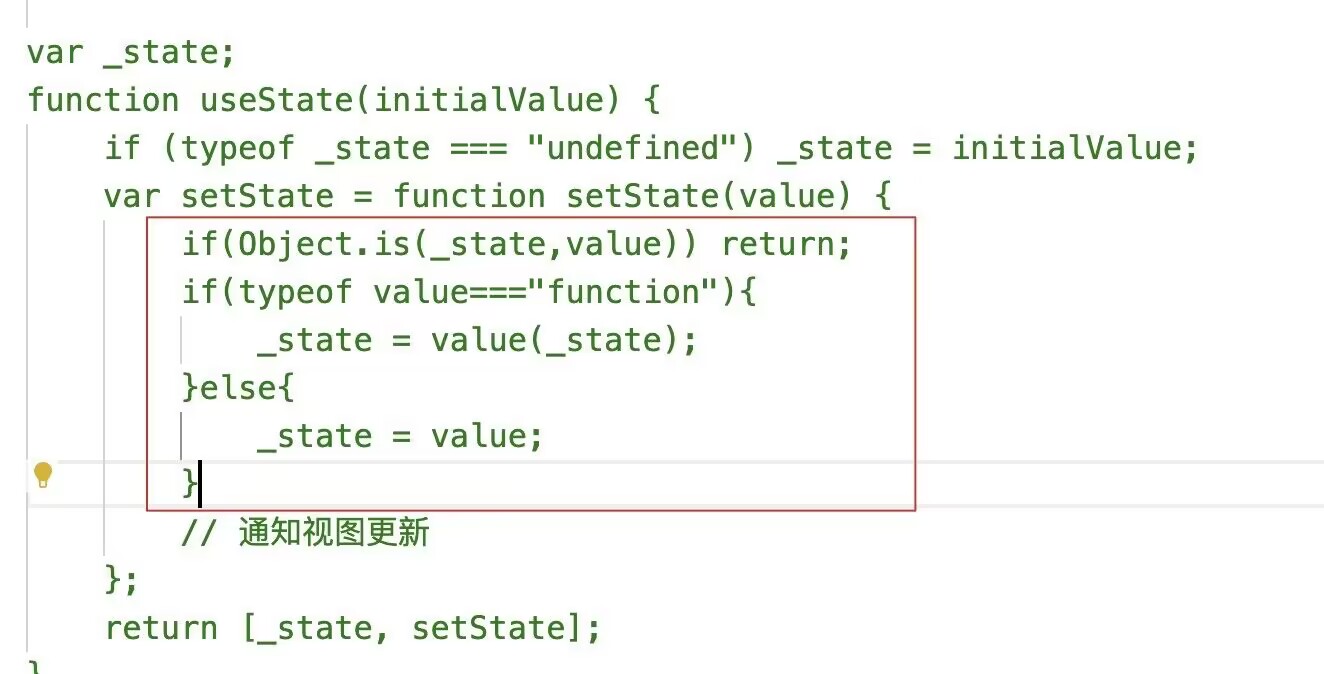 var _state;
function useState(initialValue) {
    if (typeof _state === "undefined") _state = initialValue;
    var setState = function setState(value) {
        if(Object.is(_state,value)) return;
        if(typeof value==="function"){
            _state = value(_state);
        }else{
            _state = value;
        }
        // 通知视图更新
    };
    return [_state, setState];
}